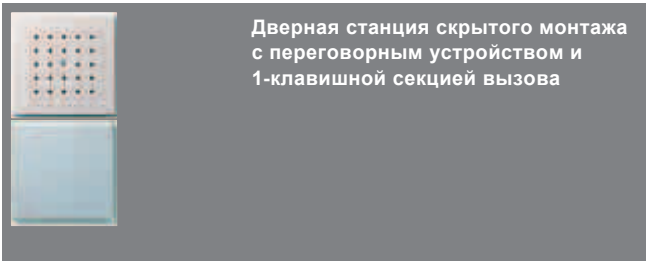 Дверная станция скрытого монтажа
с переговорным устройством и
1-клавишной секцией вызова